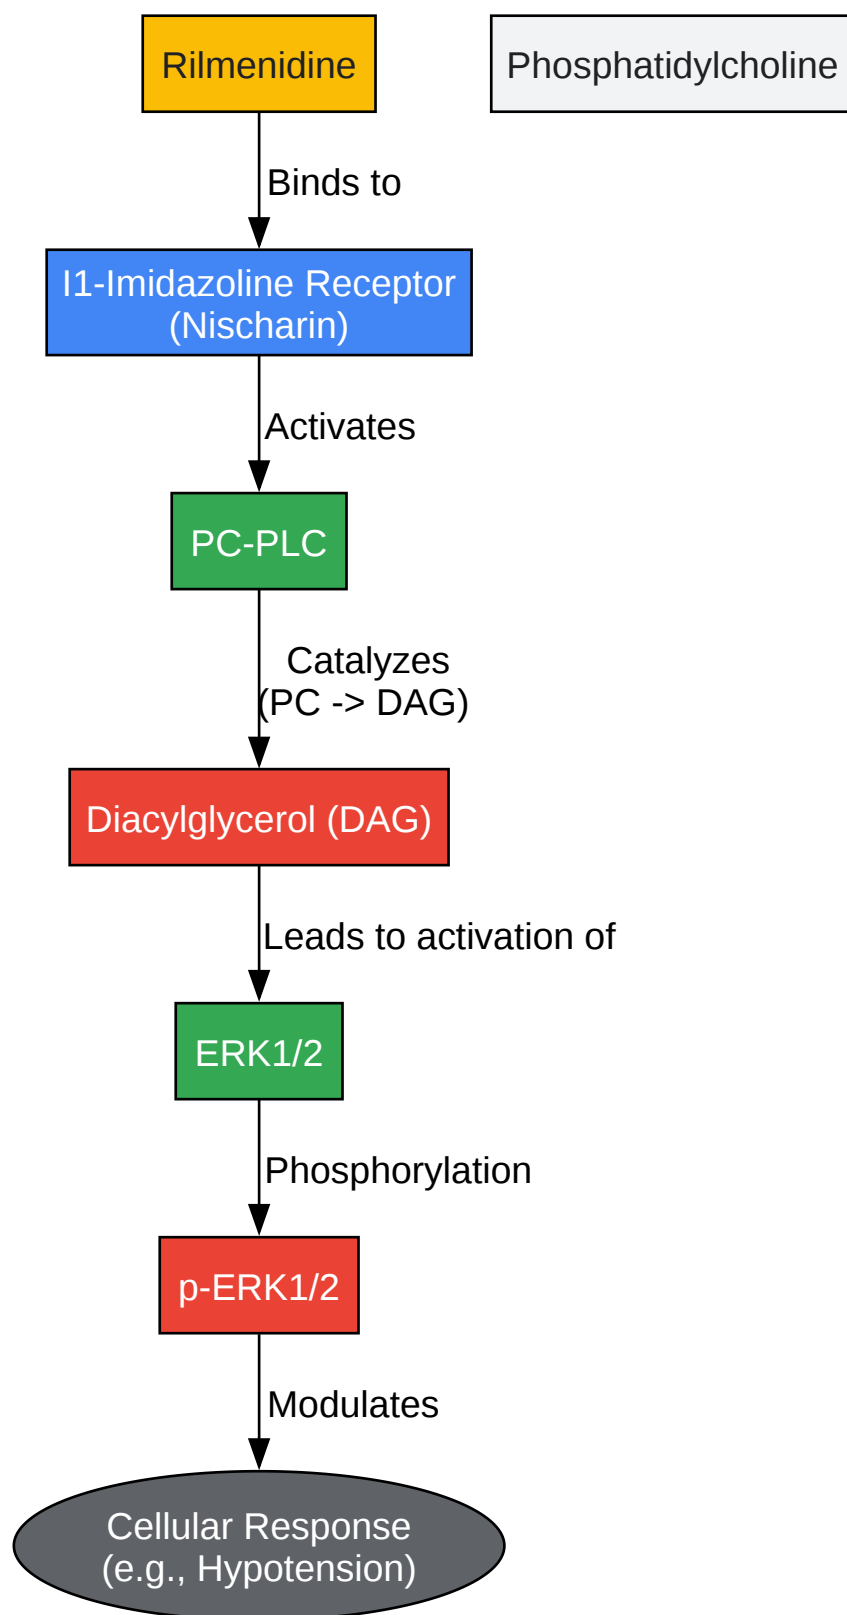 Rilmenidine
Phosphatidylcholine
Binds to
I1-Imidazoline Receptor
(Nischarin)
Activates
PC-PLC
Catalyzes
(PC -> DAG)
Diacylglycerol (DAG)
Leads to activation of
ERK1/2
Phosphorylation
p-ERK1/2
Modulates
Cellular Response
(e.g., Hypotension)